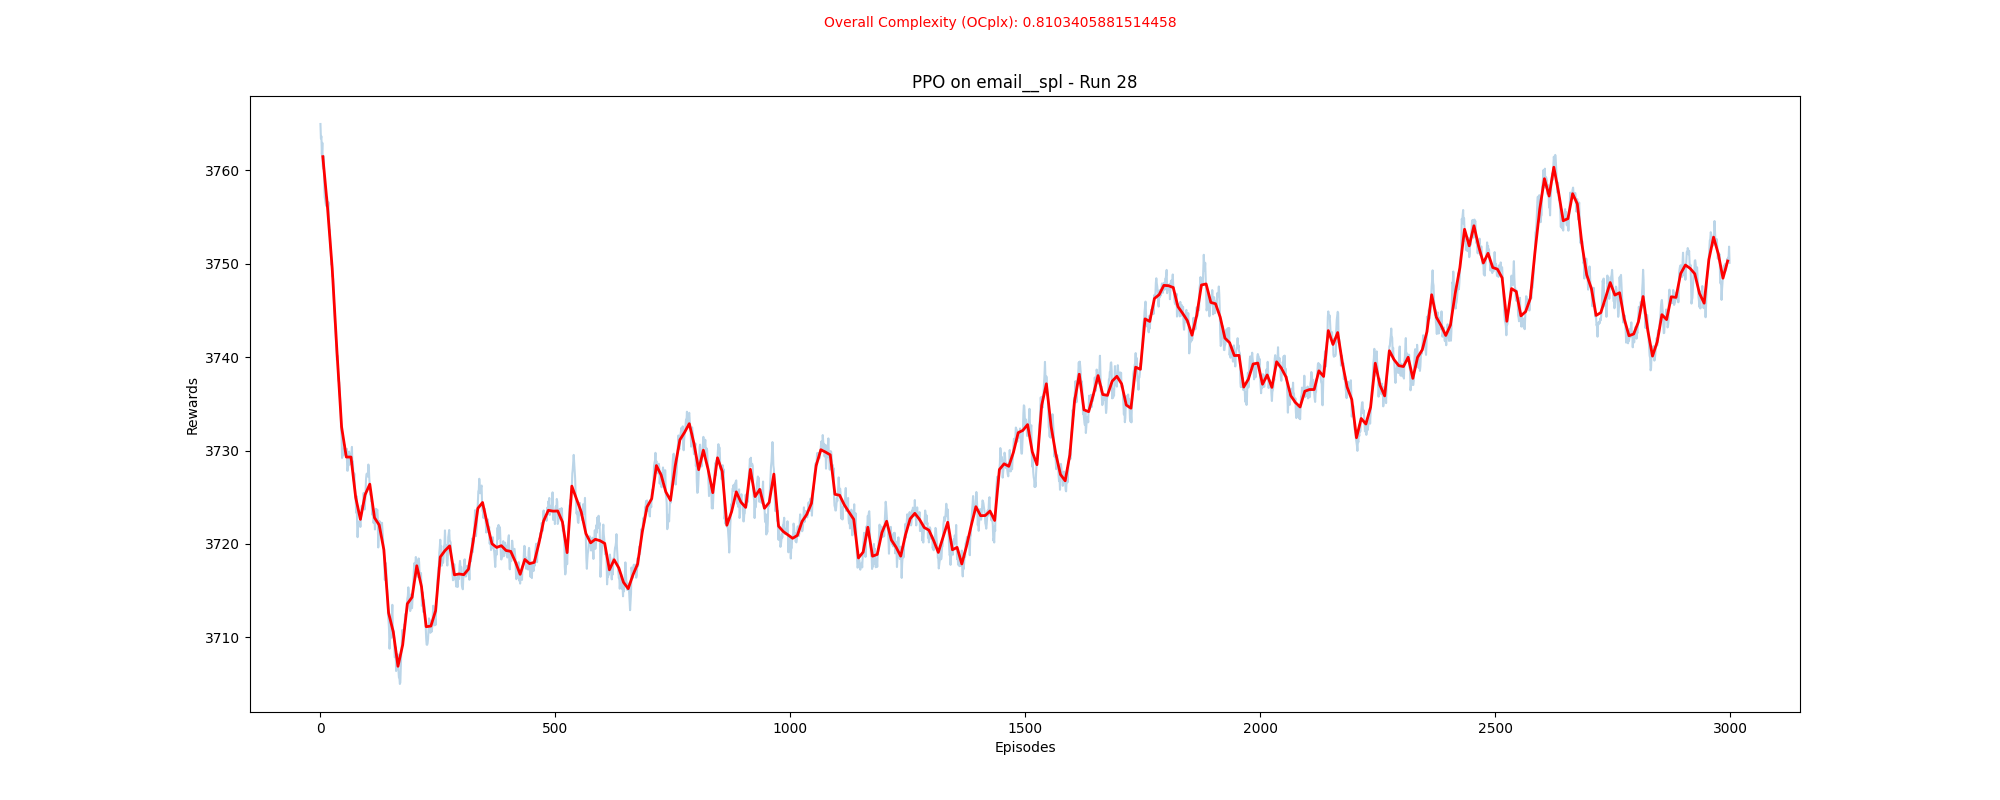 Overall Complexity (OCplx): 0.8103405881514458
PPO on email__spl - Run 28
Rewards
3760
3750
3740
3730
3720
3710
0 500 1000 1500 2000 2500 3000
Episodes